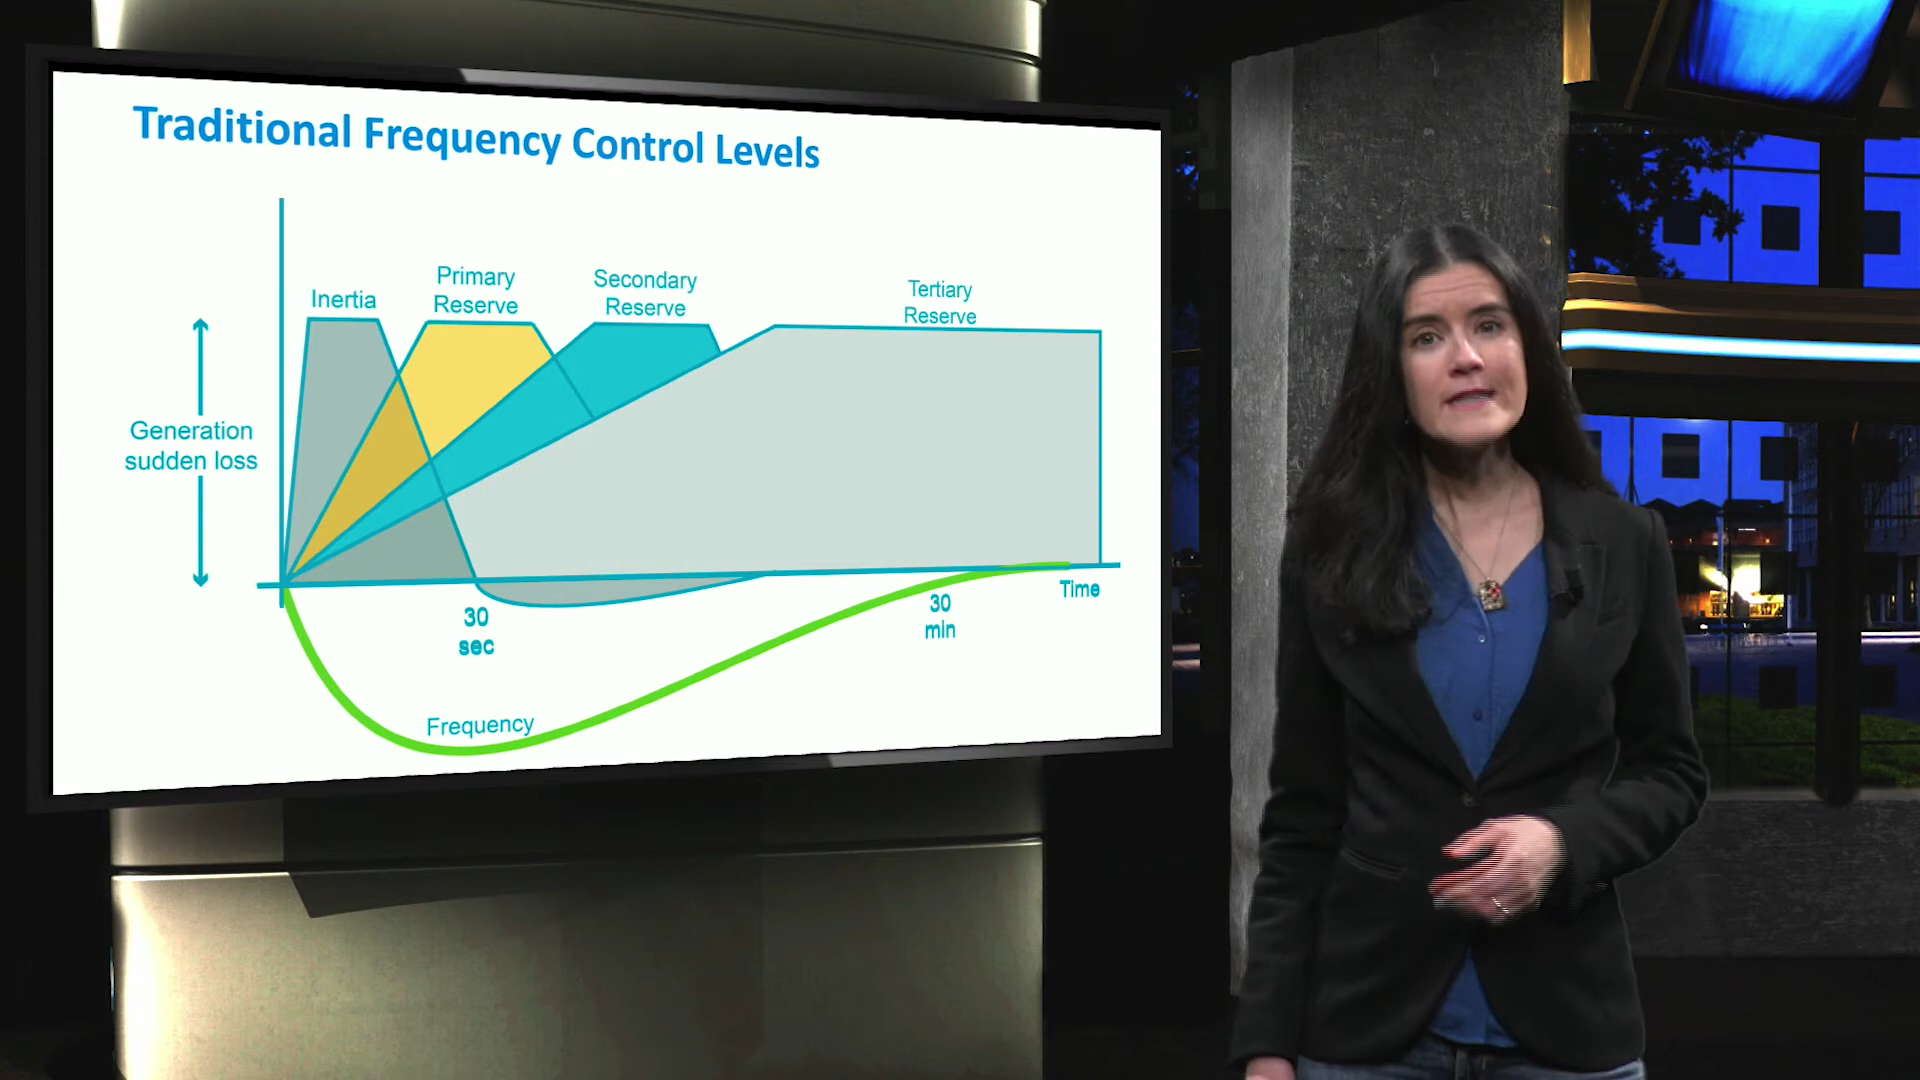 Traditional Frequency Control Levels
Inertia
Primary
Reserve
Secondary
Reserve
Tertiary
Reserve
Generation
sudden loss
30
sec
30
min
Time
Frequency